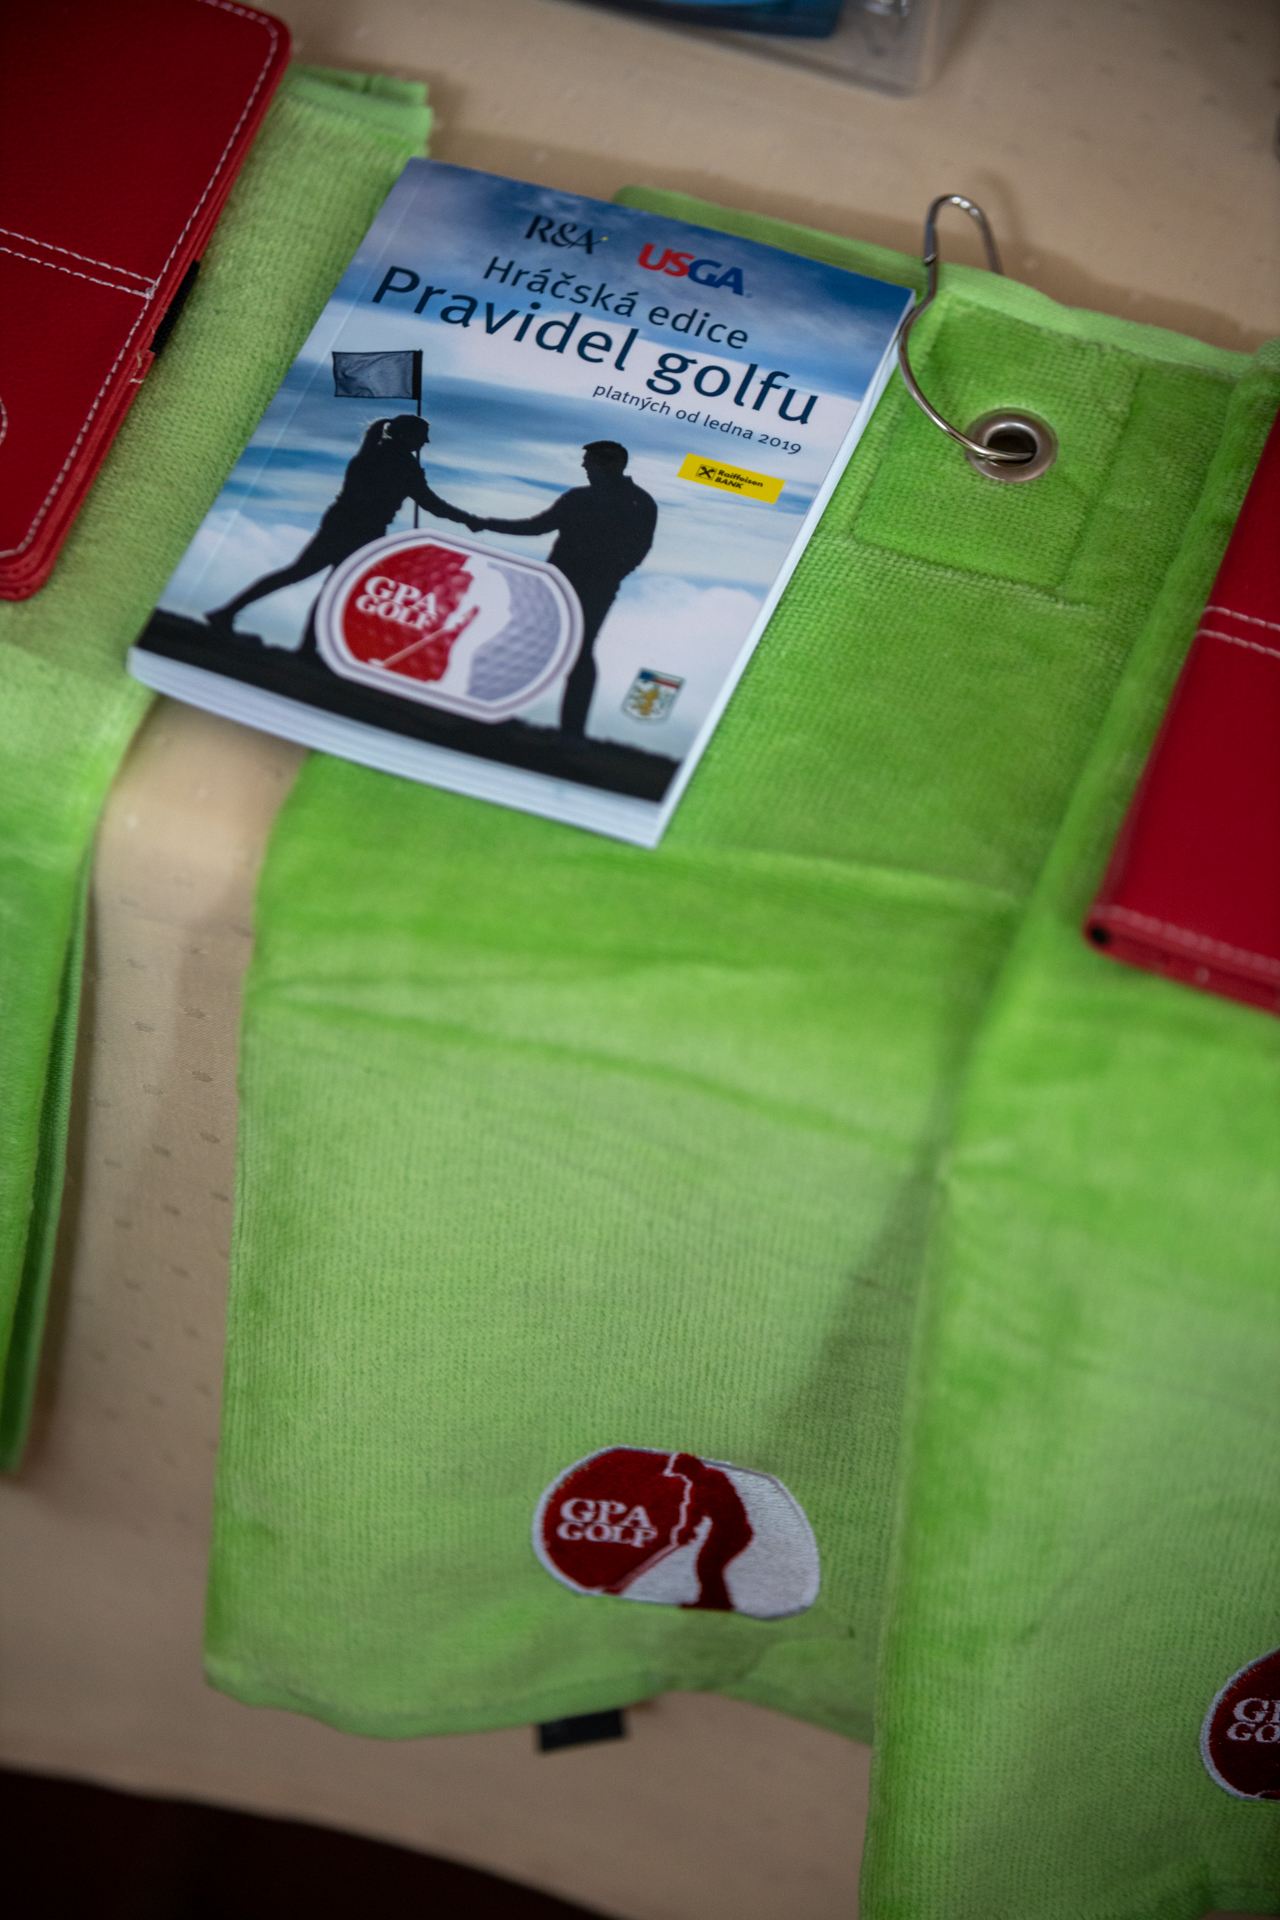 R&A
USGA
Hráčská edice
Pravidel golfu
platných od ledna 2019
Raiffeisen
BANK
GPA
GOLF
GPA
GOLF